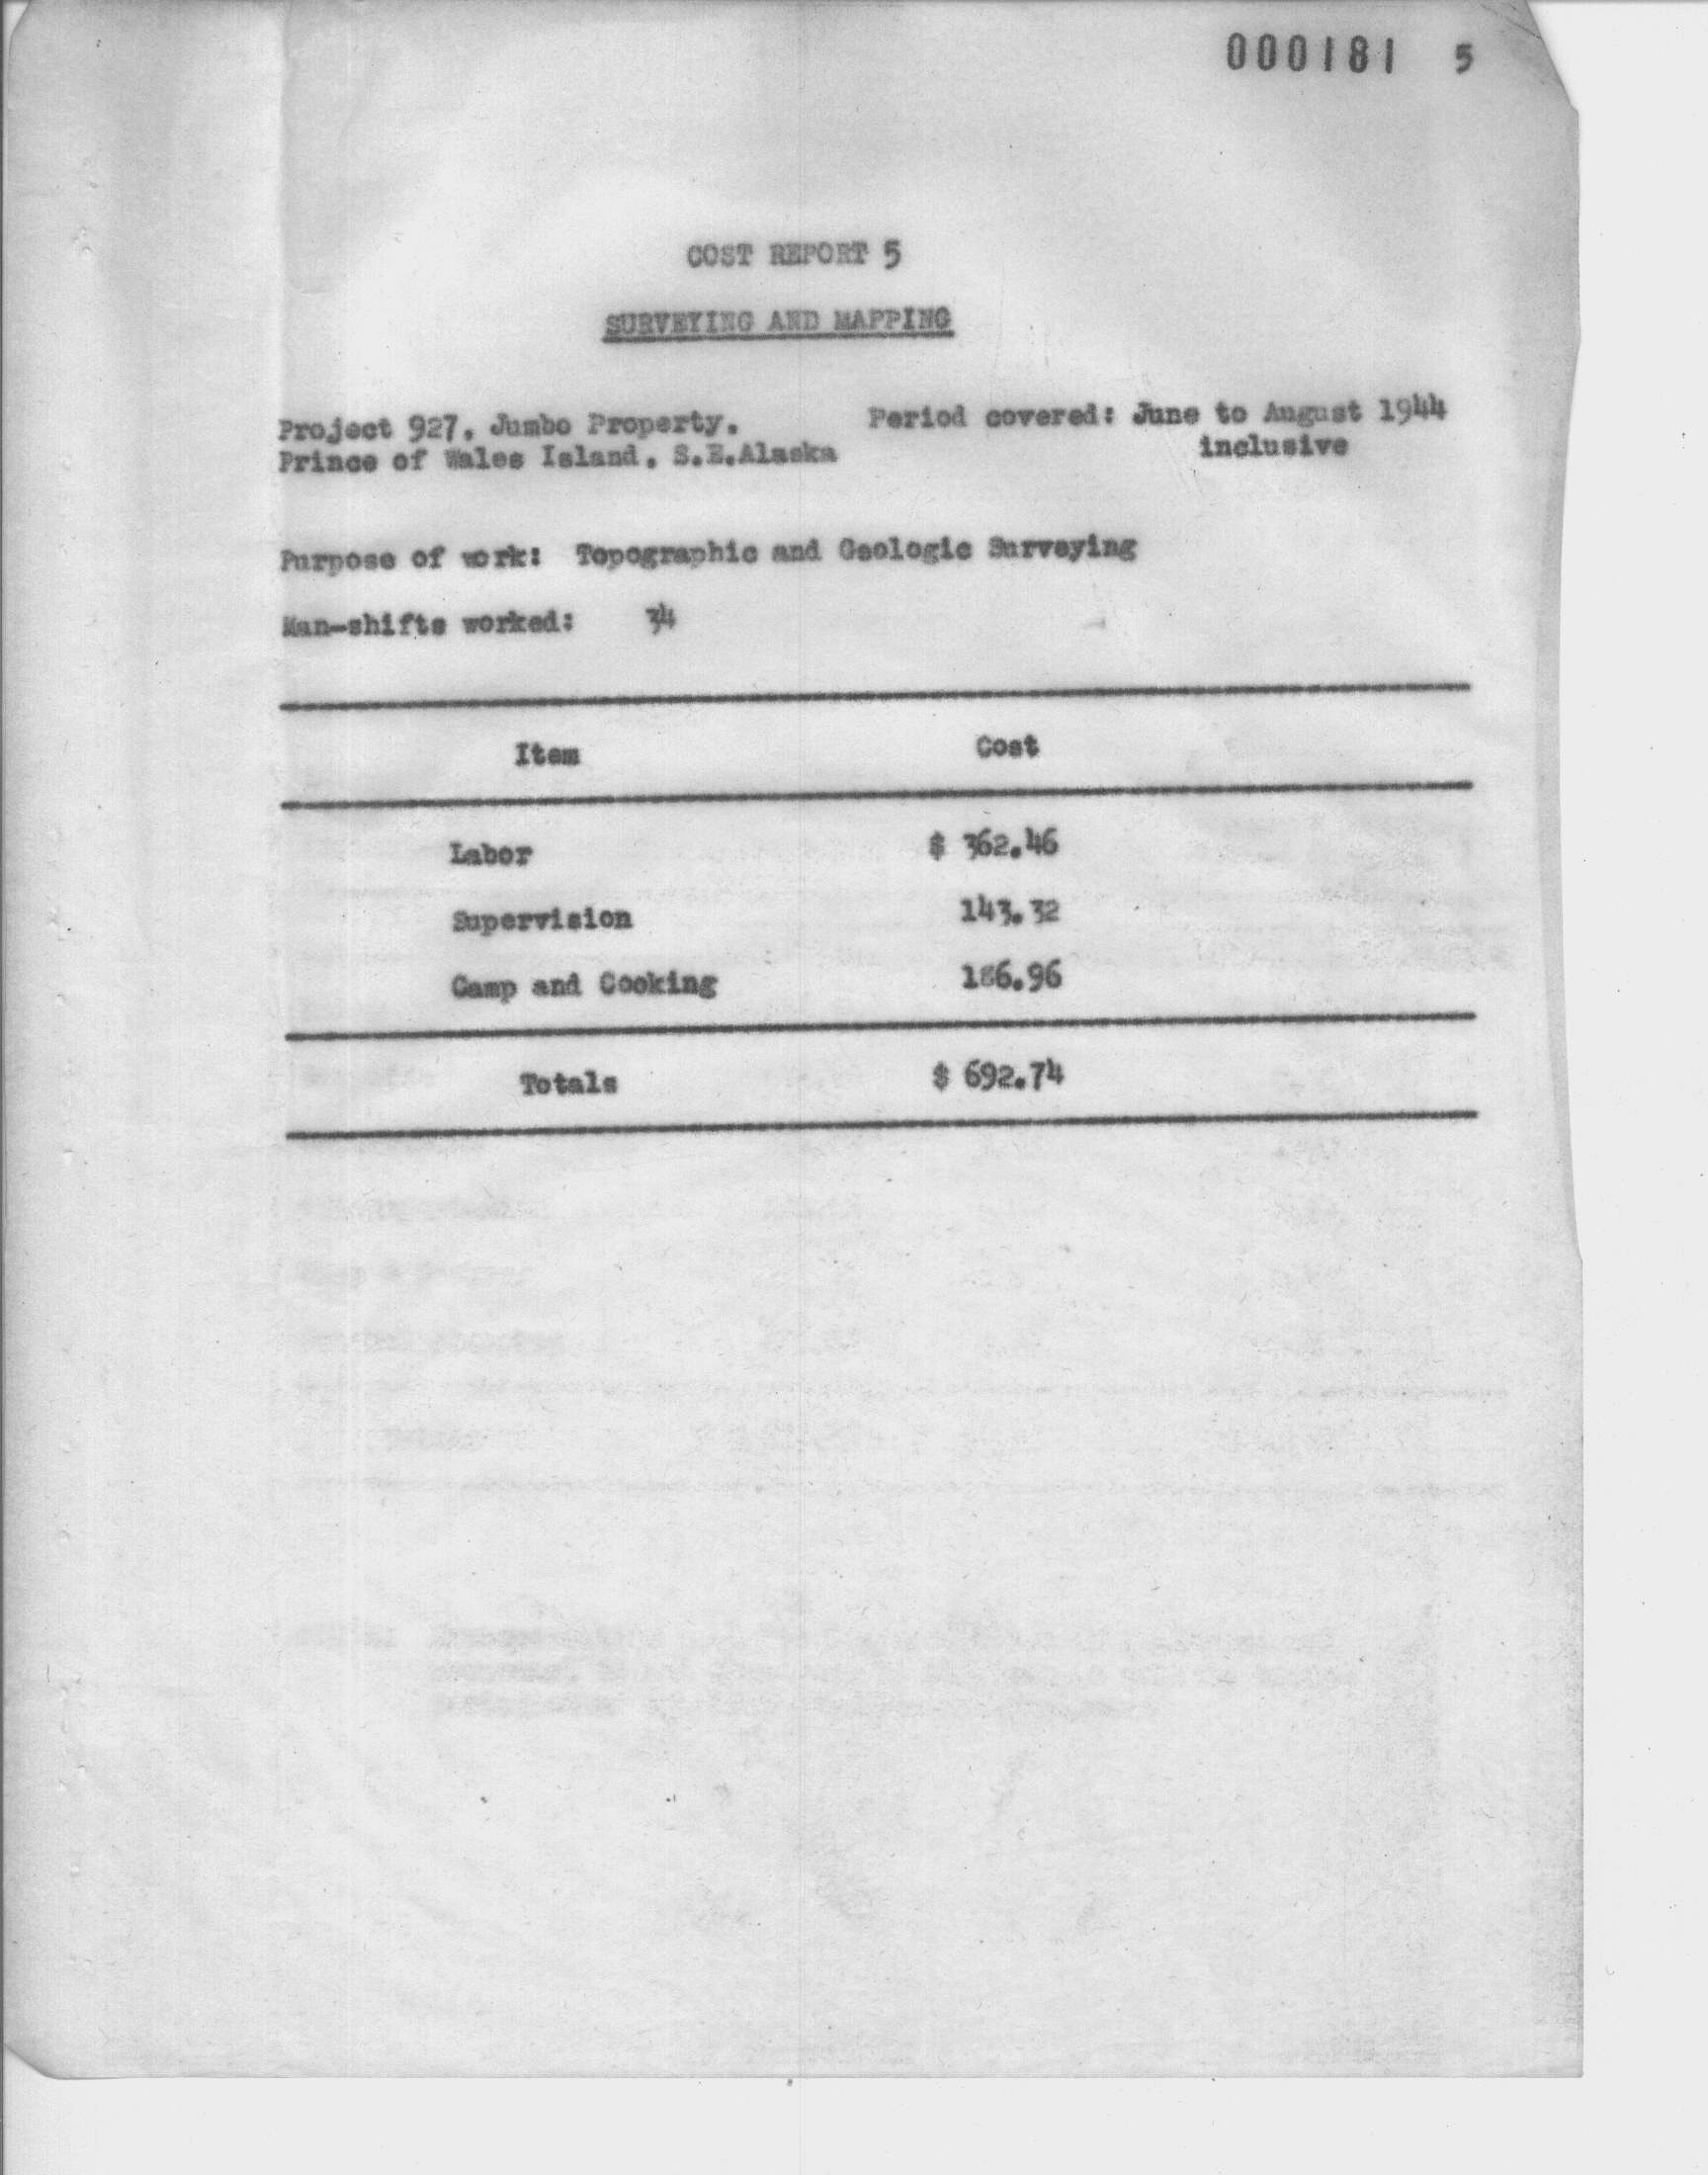 000181 5
COST REPORT 5
SURVEYING AND MAPPING
Project 927, Jumbo Property, Period covered: June to August 1944
Prince of Wales Island, S.E.Alaska inclusive
Purpose of work: Topographic and Geologic Surveying
Man-shifts worked: 34
Item Cost
Labor $ 362.46
Supervision 143.32
Camp and Cooking 186.96
Totals $ 692.74